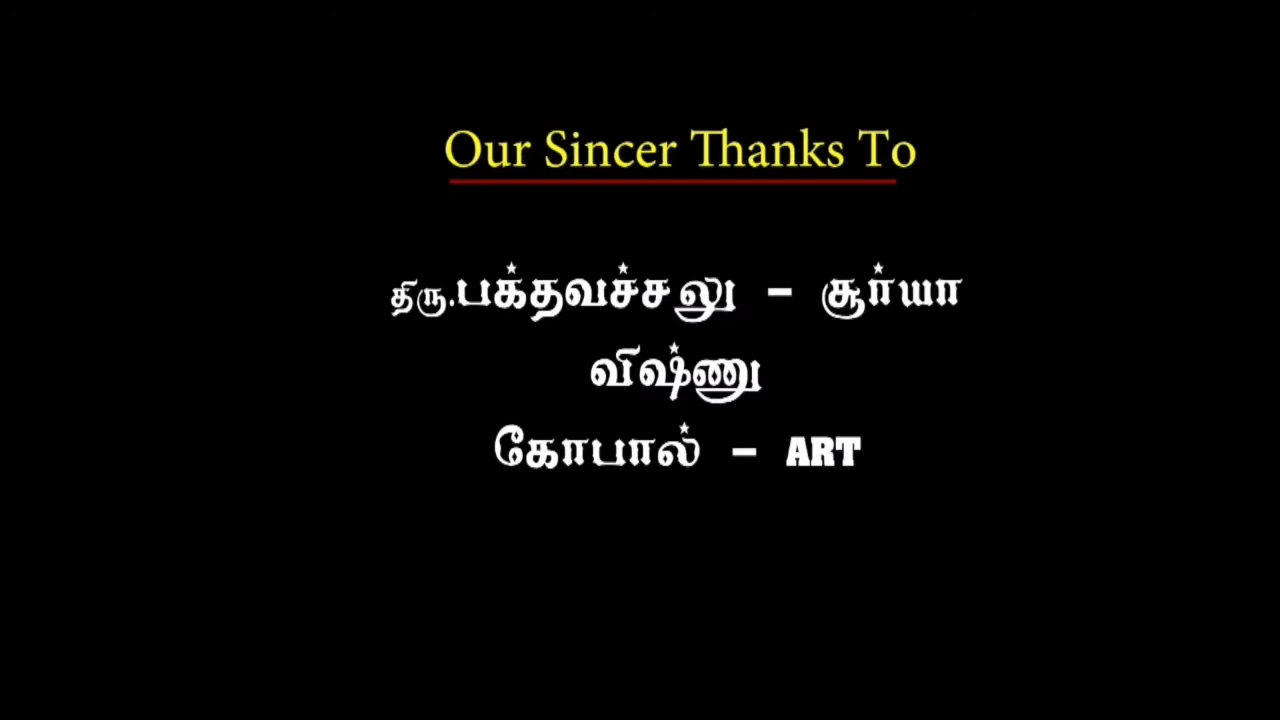 Our Sincer Thanks To
திரு.பக்தவச்சலு - சூர்யா
விஷ்ணு
கோபால் - ART